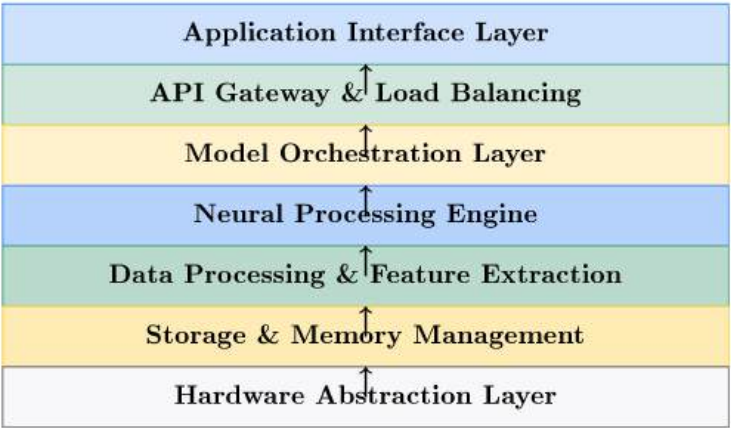 Application Interface Layer
API Gateway & Load Balancing
Model Orchestration Layer
Neural Processing Engine
Data Processing & Feature Extraction
Storage & Memory Management
Hardware Abstraction Layer